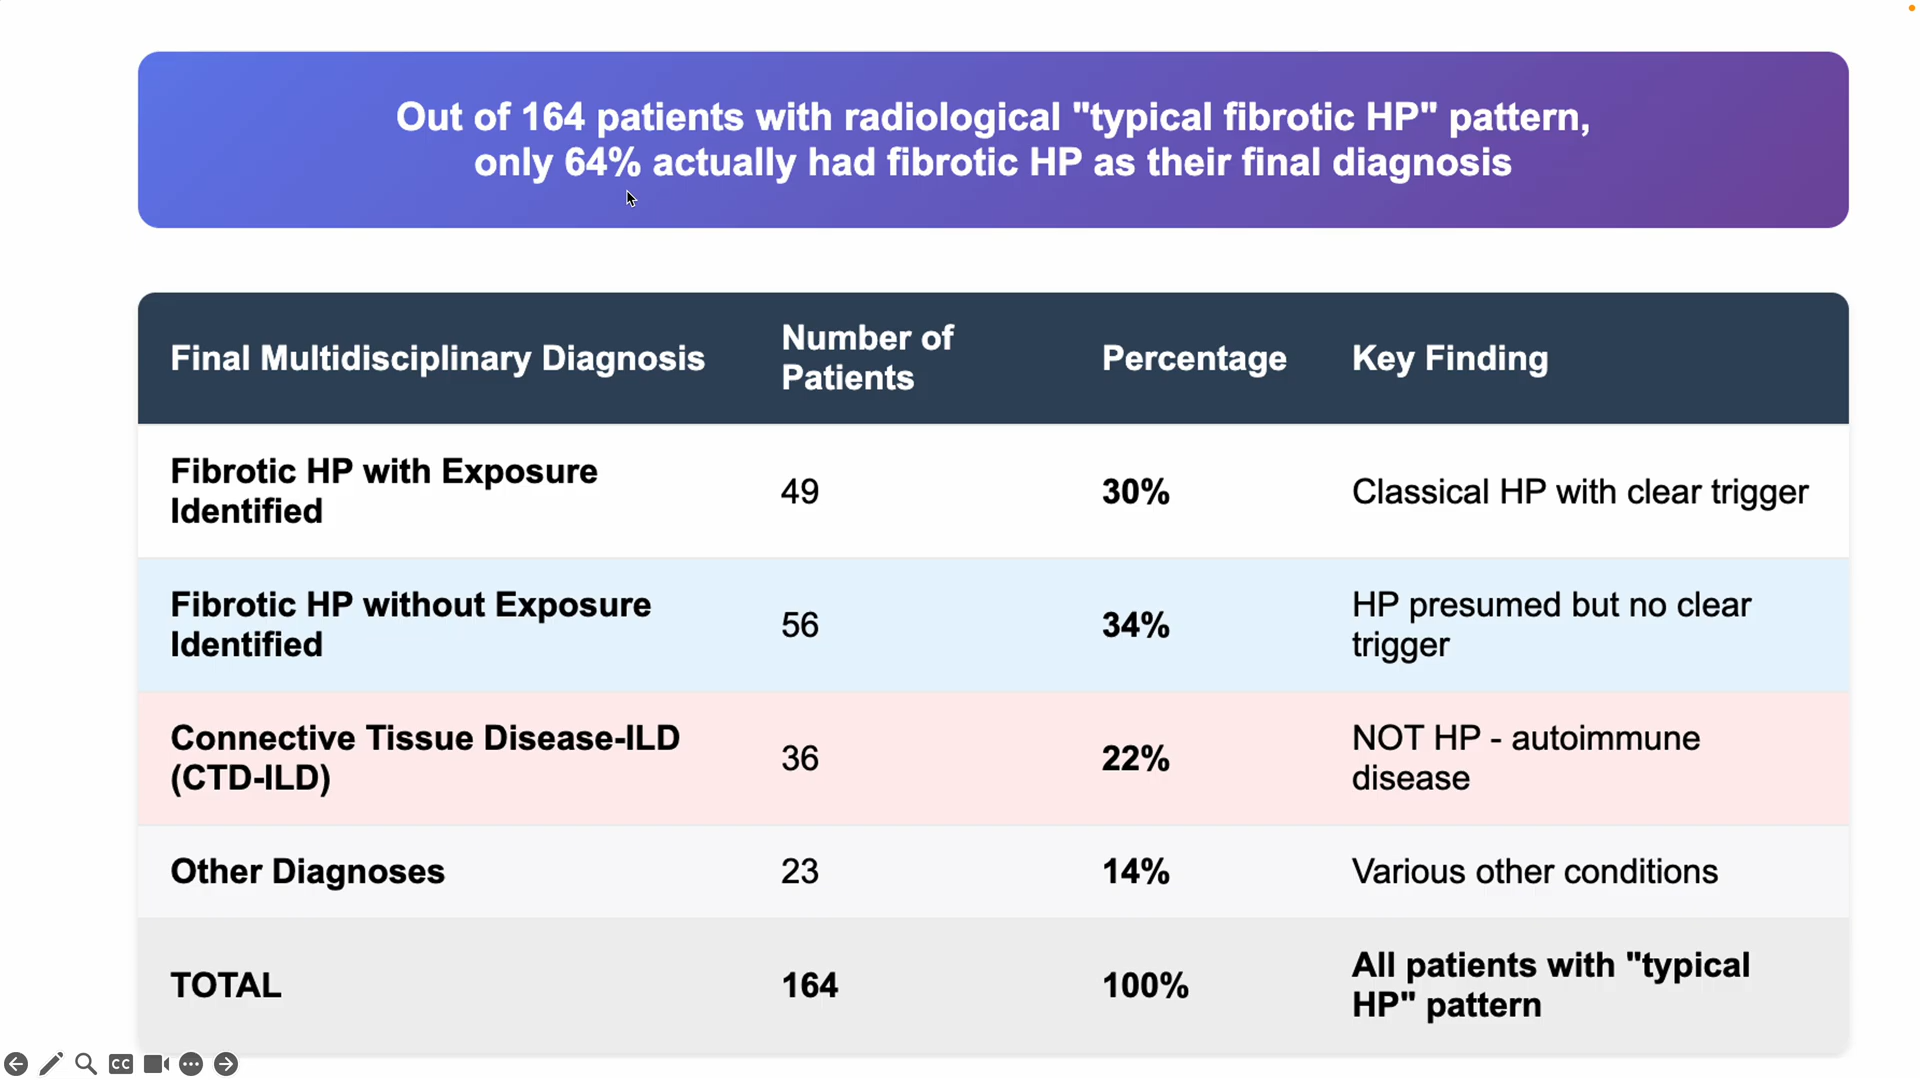 Out of 164 patients with radiological "typical fibrotic HP" pattern,
only 64% actually had fibrotic HP as their final diagnosis
Final Multidisciplinary Diagnosis
Number of
Patients
Percentage
Key Finding
Fibrotic HP with Exposure
Identified
49
30%
Classical HP with clear trigger
Fibrotic HP without Exposure
Identified
56
34%
HP presumed but no clear
trigger
Connective Tissue Disease-ILD
(CTD-ILD)
36
22%
NOT HP - autoimmune
disease
Other Diagnoses
23
14%
Various other conditions
TOTAL
164
100%
All patients with "typical
HP" pattern
CC